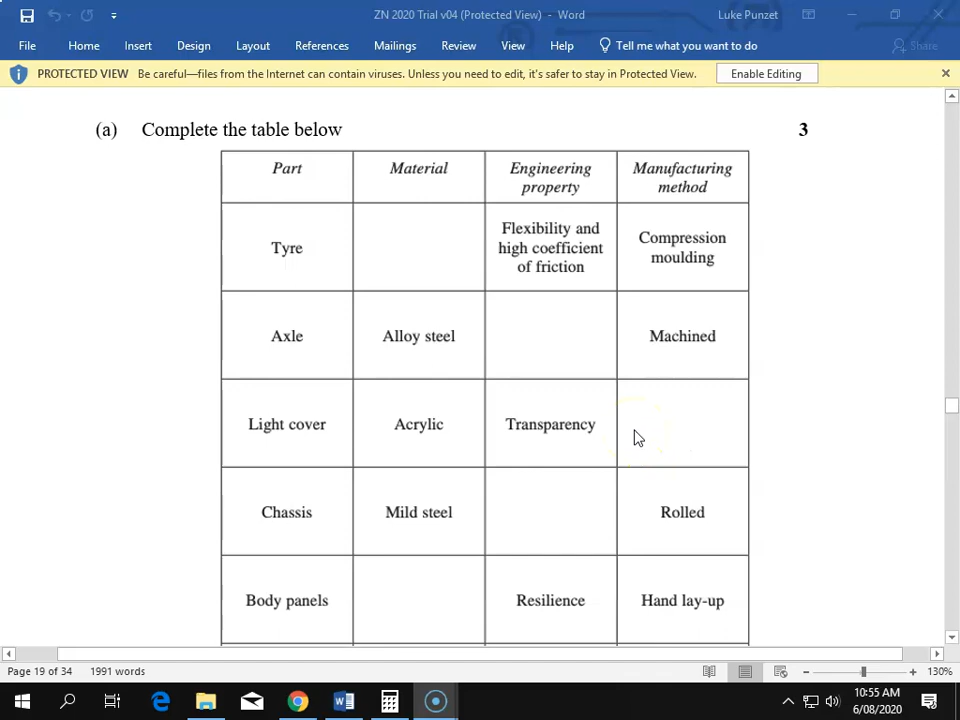 ZN 2020 Trial v04 (Protected View) - Word
Luke Punzet
File Home Insert Design Layout References Mailings Review View Help Tell me what you want to do Share
PROTECTED VIEW Be careful—files from the Internet can contain viruses. Unless you need to edit, it's safer to stay in Protected View. Enable Editing
(a) Complete the table below 3
Part Material Engineering property Manufacturing method
Tyre Flexibility and high coefficient of friction Compression moulding
Axle Alloy steel Machined
Light cover Acrylic Transparency
Chassis Mild steel Rolled
Body panels Resilience Hand lay-up
Page 19 of 34 1991 words 130%
10:55 AM
6/08/2020